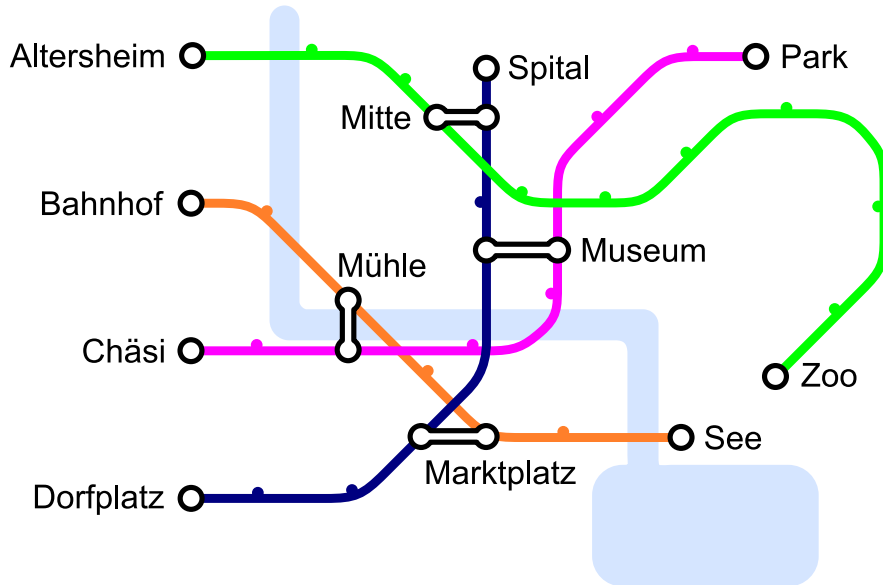 Altersheim
Spital
Park
Mitte
Bahnhof
Mühle
Museum
Chäsi
Zoo
See
Marktplatz
Dorfplatz